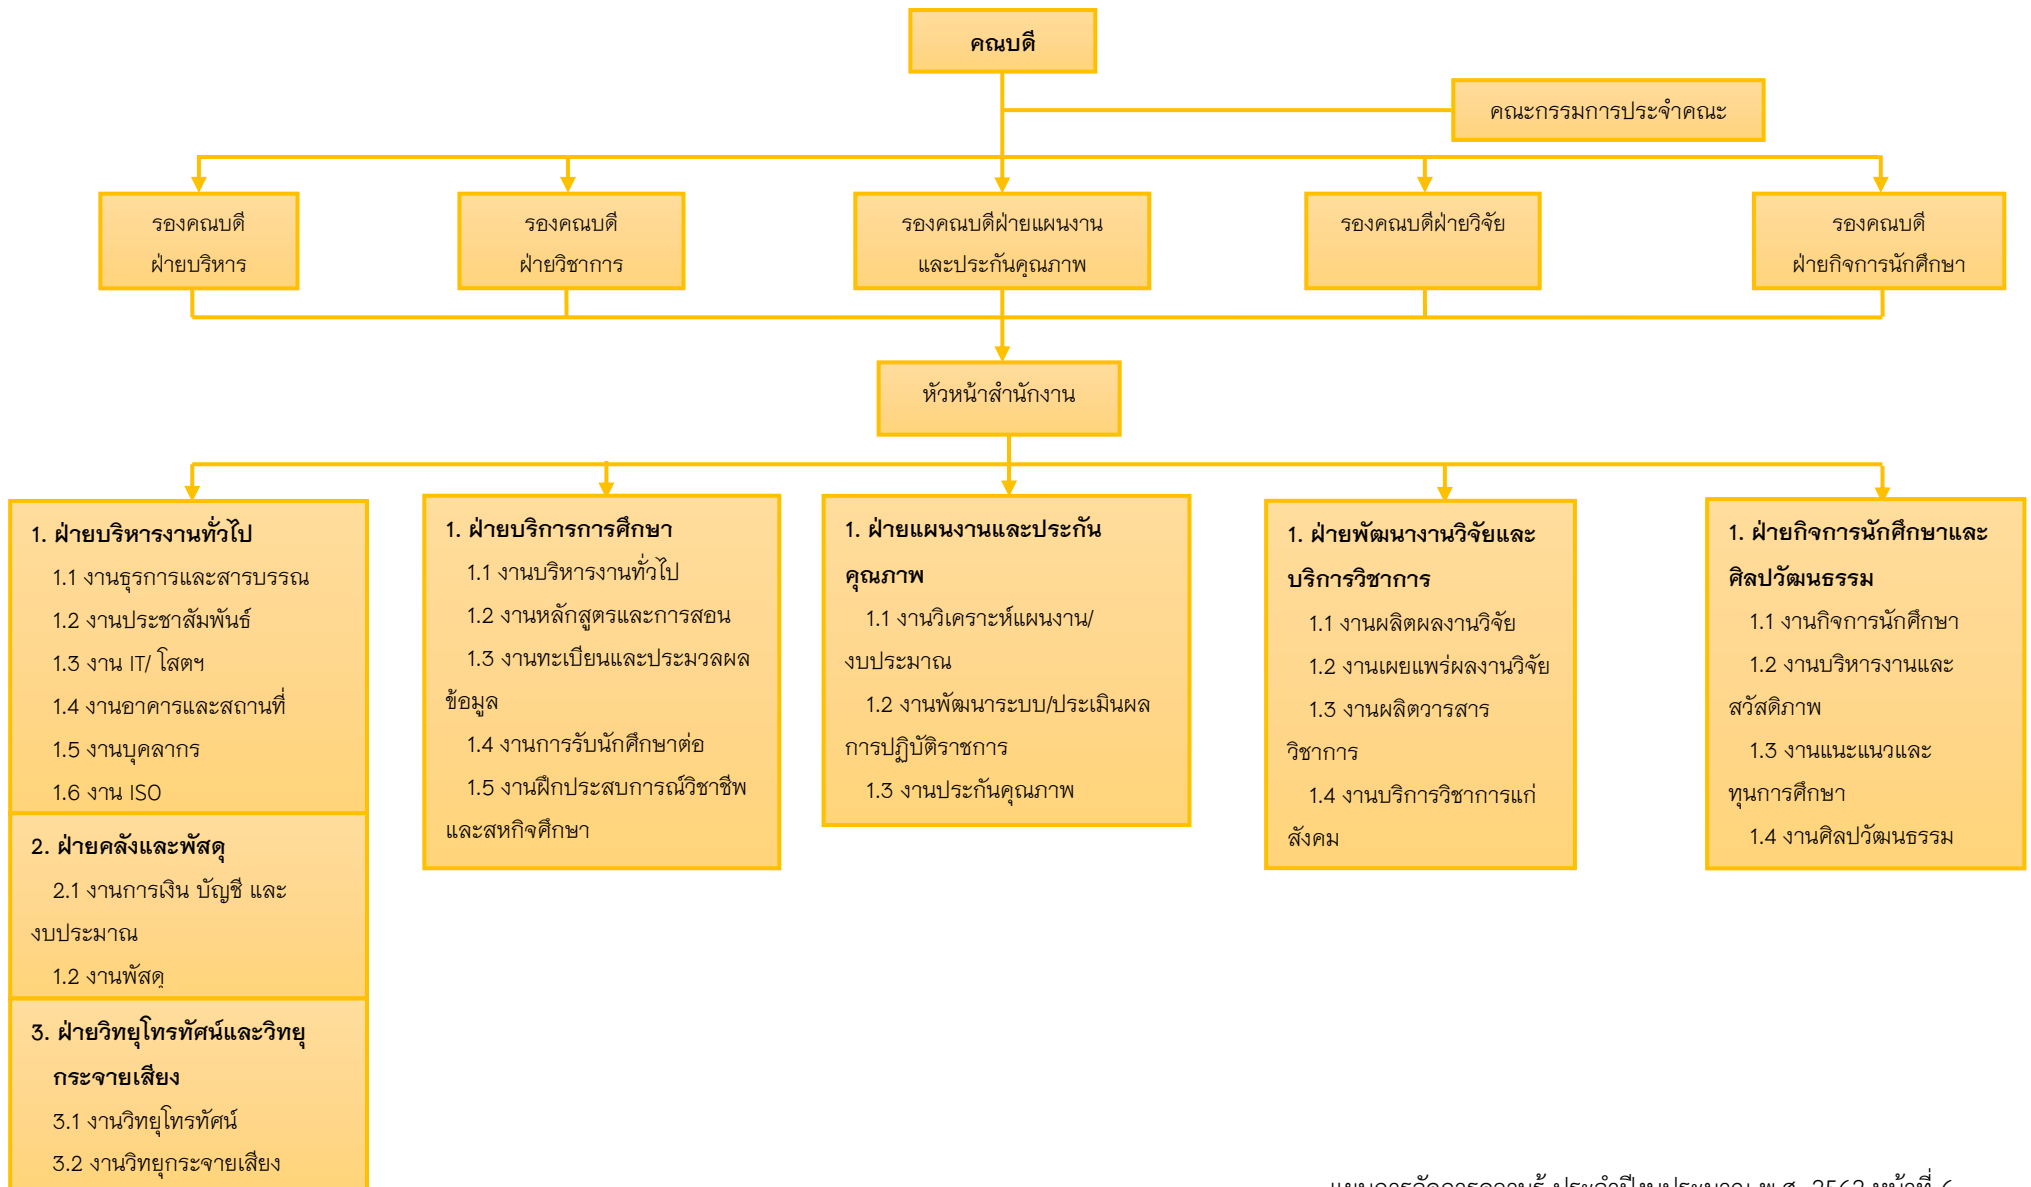 คณบดี
คณะกรรมการประจำคณะ
รองคณบดี
ฝ่ายบริหาร
รองคณบดี
ฝ่ายวิชาการ
รองคณบดีฝ่ายแผนงาน
และประกันคุณภาพ
รองคณบดีฝ่ายวิจัย
รองคณบดี
ฝ่ายกิจการนักศึกษา
หัวหน้าสำนักงาน
1. ฝ่ายบริหารงานทั่วไป
1.1 งานธุรการและสารบรรณ
1.2 งานประชาสัมพันธ์
1.3 งาน IT/ โสตฯ
1.4 งานอาคารและสถานที่
1.5 งานบุคลากร
1.6 งาน ISO
2. ฝ่ายคลังและพัสดุ
2.1 งานการเงิน บัญชี และ
งบประมาณ
1.2 งานพัสดุ
3. ฝ่ายวิทยุโทรทัศน์และวิทยุ
กระจายเสียง
3.1 งานวิทยุโทรทัศน์
3.2 งานวิทยุกระจายเสียง
1. ฝ่ายบริการการศึกษา
1.1 งานบริหารงานทั่วไป
1.2 งานหลักสูตรและการสอน
1.3 งานทะเบียนและประมวลผล
ข้อมูล
1.4 งานการรับนักศึกษาต่อ
1.5 งานฝึกประสบการณ์วิชาชีพ
และสหกิจศึกษา
1. ฝ่ายแผนงานและประกัน
คุณภาพ
1.1 งานวิเคราะห์แผนงาน/
งบประมาณ
1.2 งานพัฒนาระบบ/ประเมินผล
การปฏิบัติราชการ
1.3 งานประกันคุณภาพ
1. ฝ่ายพัฒนางานวิจัยและ
บริการวิชาการ
1.1 งานผลิตผลงานวิจัย
1.2 งานเผยแพร่ผลงานวิจัย
1.3 งานผลิตวารสาร
วิชาการ
1.4 งานบริการวิชาการแก่
สังคม
1. ฝ่ายกิจการนักศึกษาและ
ศิลปวัฒนธรรม
1.1 งานกิจการนักศึกษา
1.2 งานบริหารงานและ
สวัสดิภาพ
1.3 งานแนะแนวและ
ทุนการศึกษา
1.4 งานศิลปวัฒนธรรม
แผนการจัดการความรู้ ประจำปีงบประมาณ พ.ศ. 2562 หน้าที่ 6